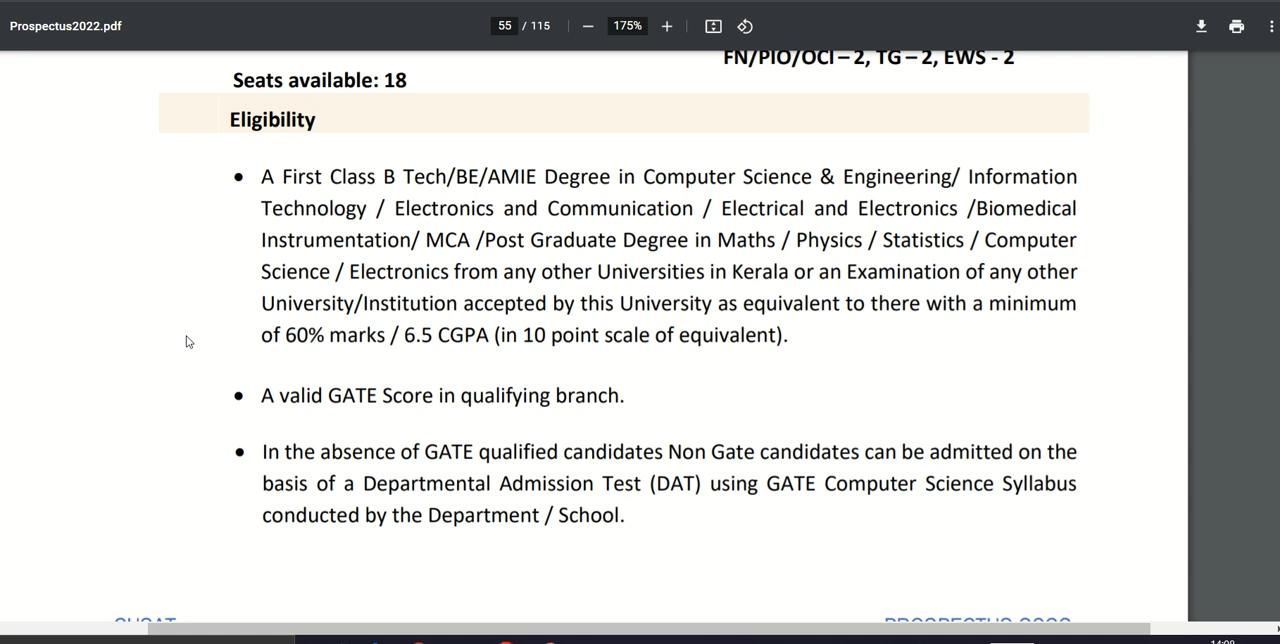 Prospectus2022.pdf
55 / 115
175%
FN/PIO/OCI – 2, TG – 2, EWS - 2
Seats available: 18
Eligibility
• A First Class B Tech/BE/AMIE Degree in Computer Science & Engineering/ Information
Technology / Electronics and Communication / Electrical and Electronics /Biomedical
Instrumentation/ MCA /Post Graduate Degree in Maths / Physics / Statistics / Computer
Science / Electronics from any other Universities in Kerala or an Examination of any other
University/Institution accepted by this University as equivalent to there with a minimum
of 60% marks / 6.5 CGPA (in 10 point scale of equivalent).
• A valid GATE Score in qualifying branch.
• In the absence of GATE qualified candidates Non Gate candidates can be admitted on the
basis of a Departmental Admission Test (DAT) using GATE Computer Science Syllabus
conducted by the Department / School.